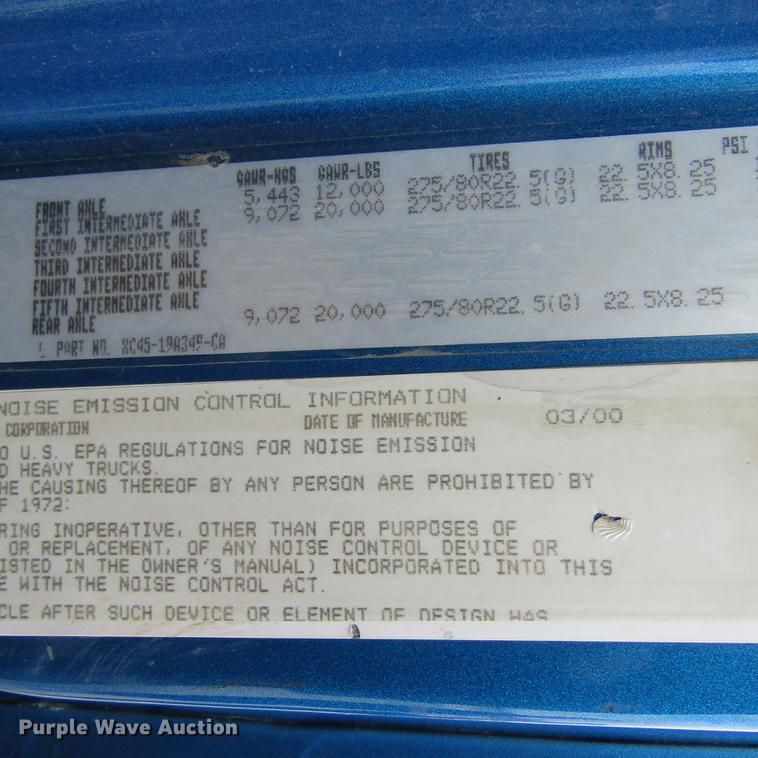 GAWR-KGS GAWR-LBS TIRES RIMS PSI
FRONT AXLE 5,443 12,000 275/80R22.5(G) 22.5X8.25
FIRST INTERMEDIATE AXLE 9,072 20,000 275/80R22.5(G) 22.5X8.25
SECOND INTERMEDIATE AXLE
THIRD INTERMEDIATE AXLE
FOURTH INTERMEDIATE AXLE
FIFTH INTERMEDIATE AXLE
REAR AXLE 9,072 20,000 275/80R22.5(G) 22.5X8.25
PART NO. XC45-19A349-CA
NOISE EMISSION CONTROL INFORMATION
CORPORATION DATE OF MANUFACTURE 03/00
O U.S. EPA REGULATIONS FOR NOISE EMISSION
D HEAVY TRUCKS.
HE CAUSING THEREOF BY ANY PERSON ARE PROHIBITED BY
F 1972:
RING INOPERATIVE, OTHER THAN FOR PURPOSES OF
OR REPLACEMENT, OF ANY NOISE CONTROL DEVICE OR
ISTED IN THE OWNER'S MANUAL) INCORPORATED INTO THIS
E WITH THE NOISE CONTROL ACT.
CLE AFTER SUCH DEVICE OR ELEMENT OF DESIGN HAS
Purple Wave Auction